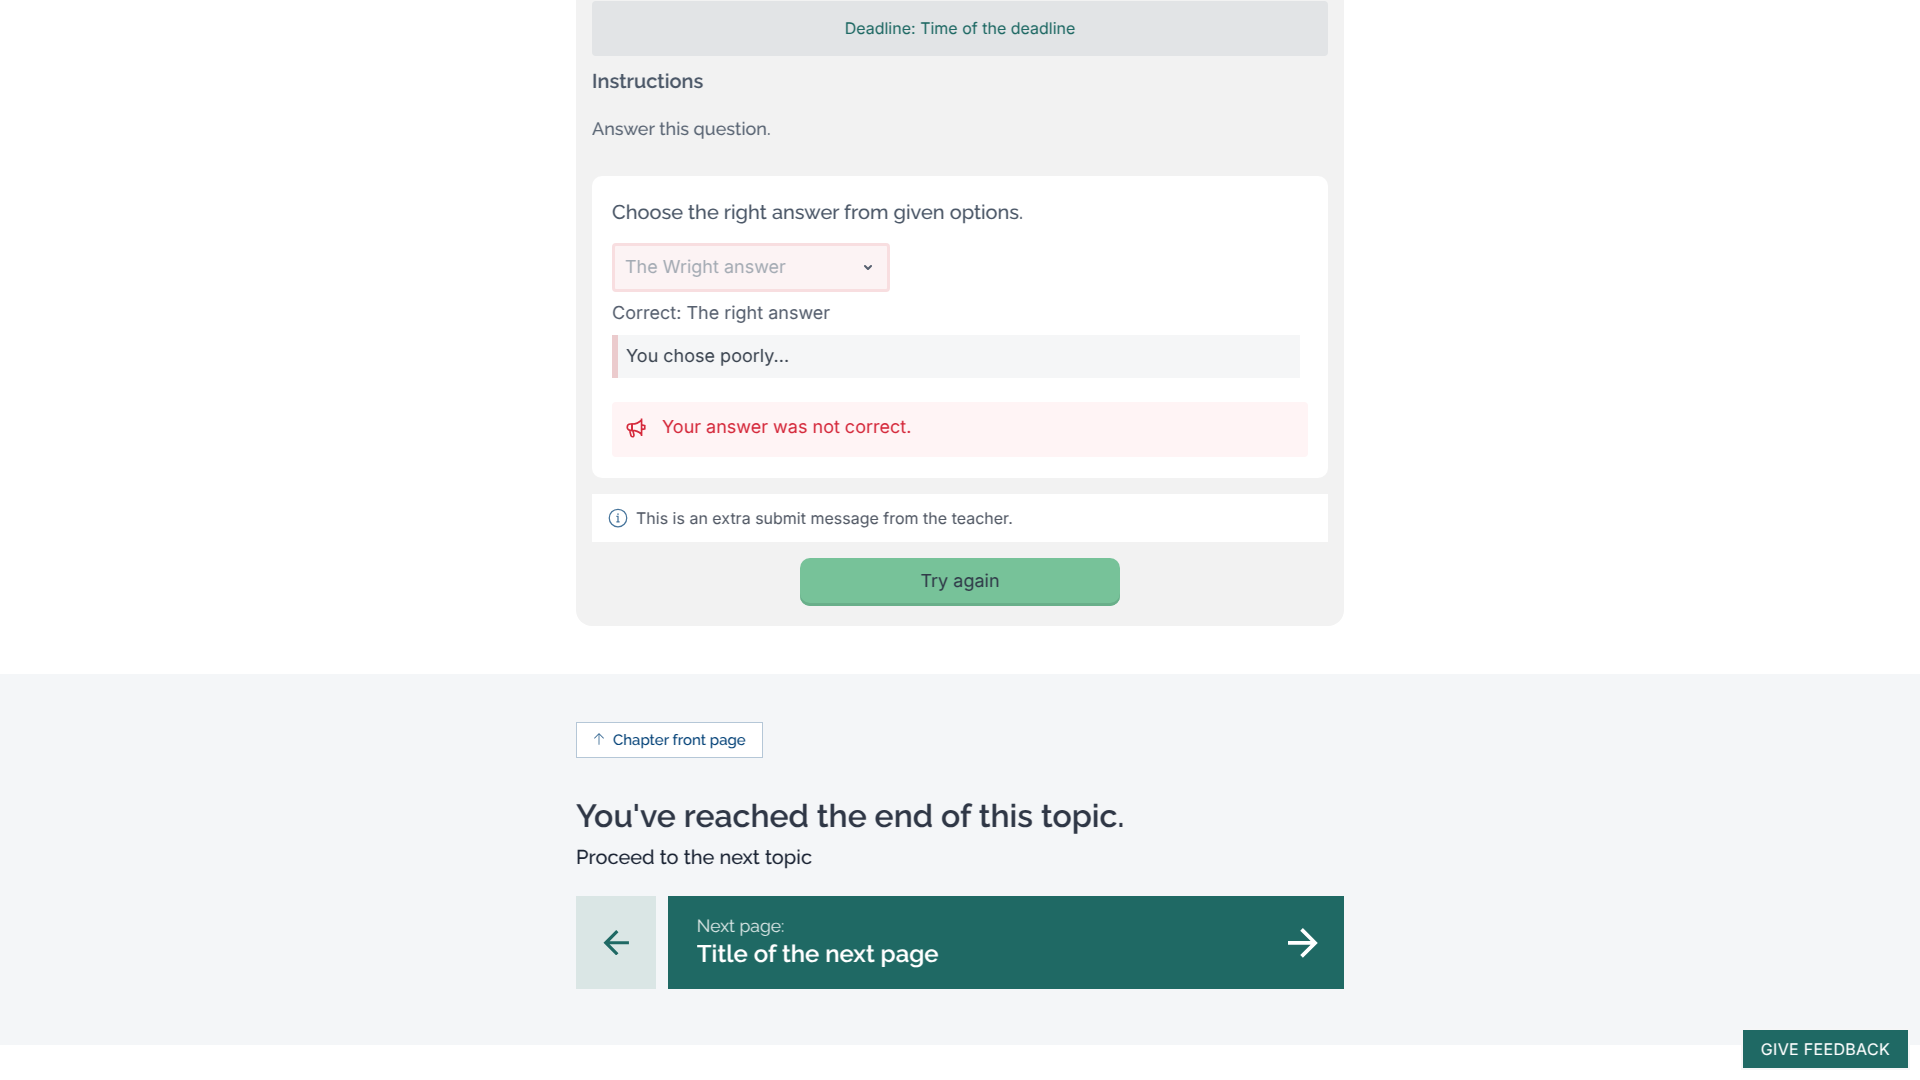 Deadline: Time of the deadline
Instructions
Answer this question.
Choose the right answer from given options.
The Wright answer
Correct: The right answer
You chose poorly...
Your answer was not correct.
This is an extra submit message from the teacher.
Try again
Chapter front page
You've reached the end of this topic.
Proceed to the next topic
Next page:
Title of the next page
GIVE FEEDBACK